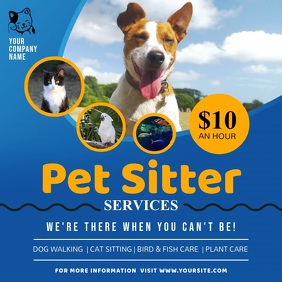 YOUR
COMPANY
NAME
$10
AN HOUR
Pet Sitter
SERVICES
WE'RE THERE WHEN YOU CAN'T BE!
DOG WALKING | CAT SITTING | BIRD & FISH CARE | PLANT CARE
FOR MORE INFORMATION VISIT WWW.YOURSITE.COM